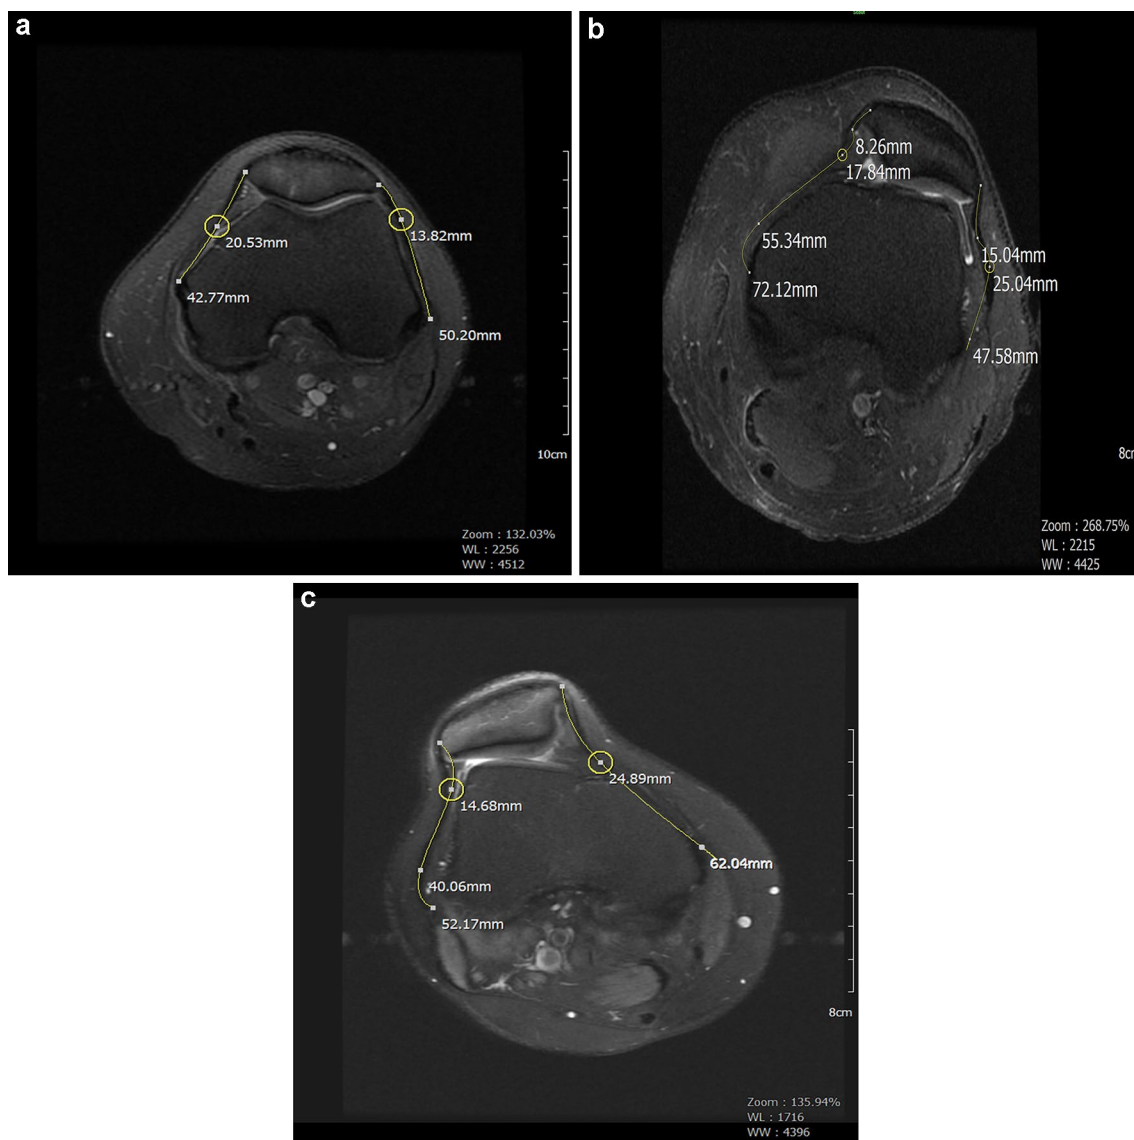 a
20.53mm
13.82mm
42.77mm
50.20mm
10cm
Zoom : 132.03%
WL : 2256
WW : 4512
b
8.26mm
17.84mm
55.34mm
15.04mm
25.04mm
72.12mm
47.58mm
8cm
Zoom : 268.75%
WL : 2215
WW : 4425
c
24.89mm
14.68mm
62.04mm
40.06mm
52.17mm
8cm
Zoom : 135.94%
WL : 1716
WW : 4396